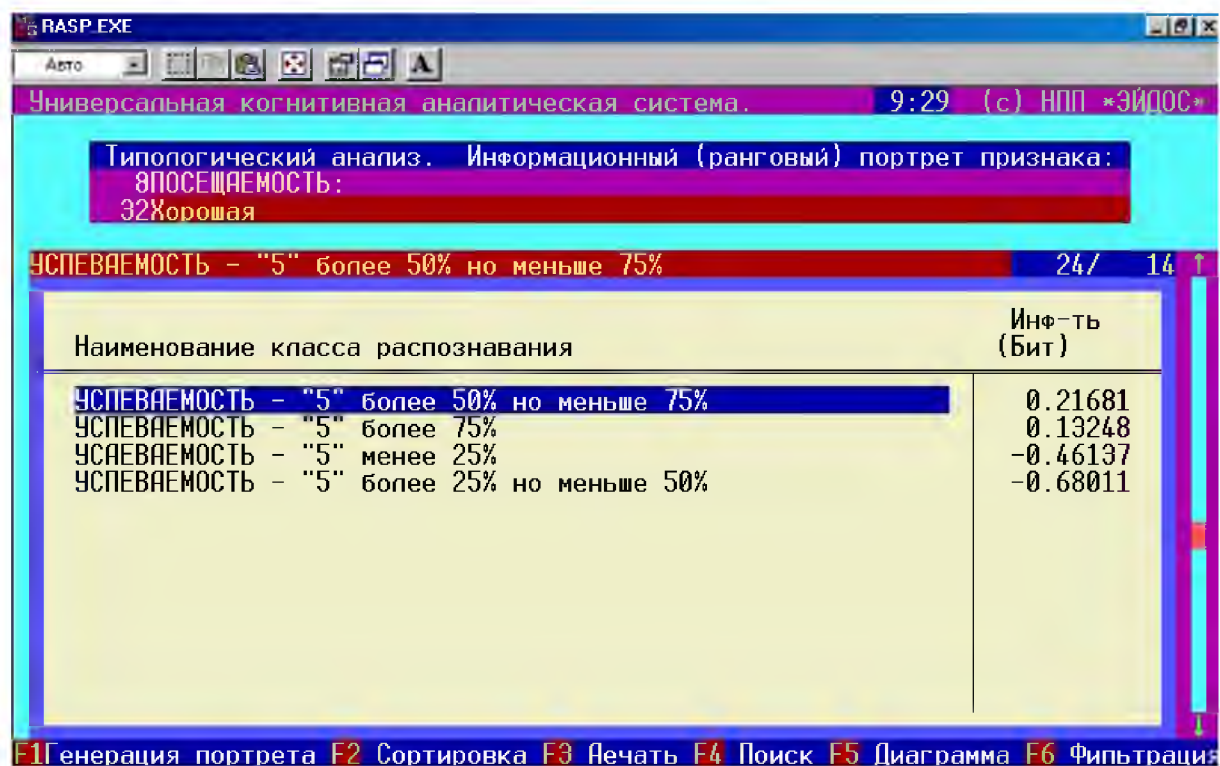 RASP_EXE
Авто
A
Универсальная когнитивная аналитическая система. 9:29 (c) НПП *ЭЙДОС*
Типологический анализ. Информационный (ранговый) портрет признака:
8ПОСЕЩАЕМОСТЬ:
32Хорошая
УСПЕВАЕМОСТЬ - "5" более 50% но меньше 75% 24/ 14 ↑
Инф-ть
Наименование класса распознавания (Бит)
УСПЕВАЕМОСТЬ - "5" более 50% но меньше 75% 0.21681
УСПЕВАЕМОСТЬ - "5" более 75% 0.13248
УСАЕВАЕМОСТЬ - "5" менее 25% -0.46137
УСПЕВАЕМОСТЬ - "5" более 25% но меньше 50% -0.68011
↓
F1Генерация портрета F2 Сортировка F3 Аечать F4 Поиск F5 Диаграмма F6 Фильтрация